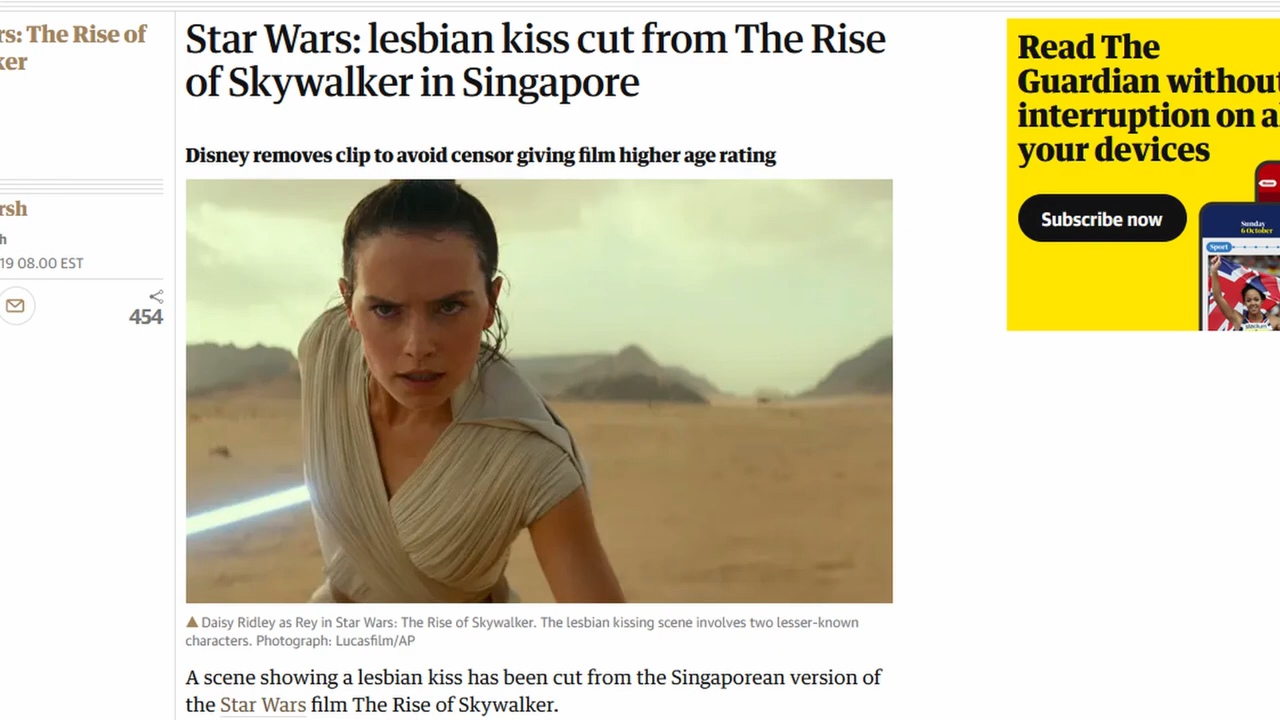 rs: The Rise of
ker
rsh
h
19 08.00 EST
454
Star Wars: lesbian kiss cut from The Rise
of Skywalker in Singapore
Disney removes clip to avoid censor giving film higher age rating
Daisy Ridley as Rey in Star Wars: The Rise of Skywalker. The lesbian kissing scene involves two lesser-known
characters. Photograph: Lucasfilm/AP
A scene showing a lesbian kiss has been cut from the Singaporean version of
the Star Wars film The Rise of Skywalker.
Read The
Guardian without
interruption on a
your devices
Subscribe now
Sunday
6 October
Sport